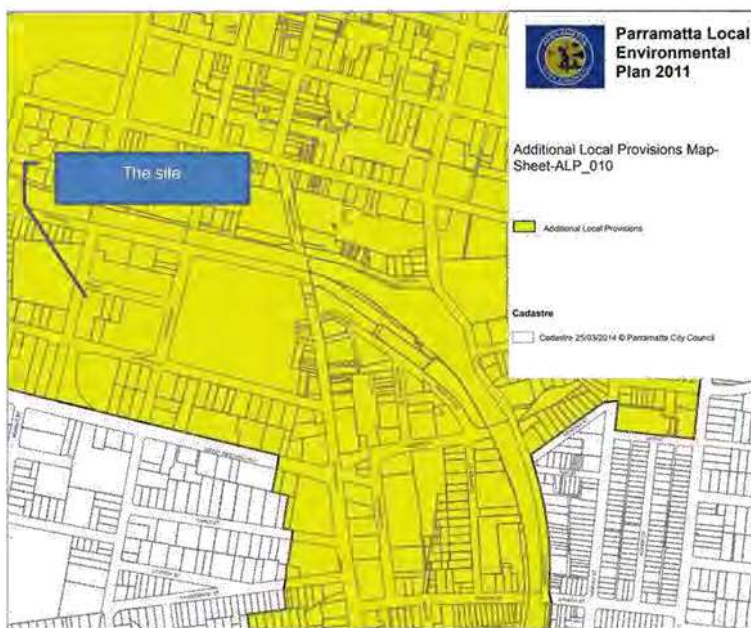 Parramatta Local
Environmental
Plan 2011
Additional Local Provisions Map-
Sheet-ALP_010
Additional Local Provisions
Cadastre
Cadastre 25/03/2014 © Parramatta City Council
The site